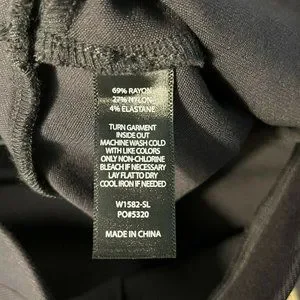 69% RAYON
27% NYLON
4% ELASTANE
TURN GARMENT
INSIDE OUT
MACHINE WASH COLD
WITH LIKE COLORS
ONLY NON-CHLORINE
BLEACH IF NECESSARY
LAY FLAT TO DRY
COOL IRON IF NEEDED
W1582-SL
PO#5320
MADE IN CHINA